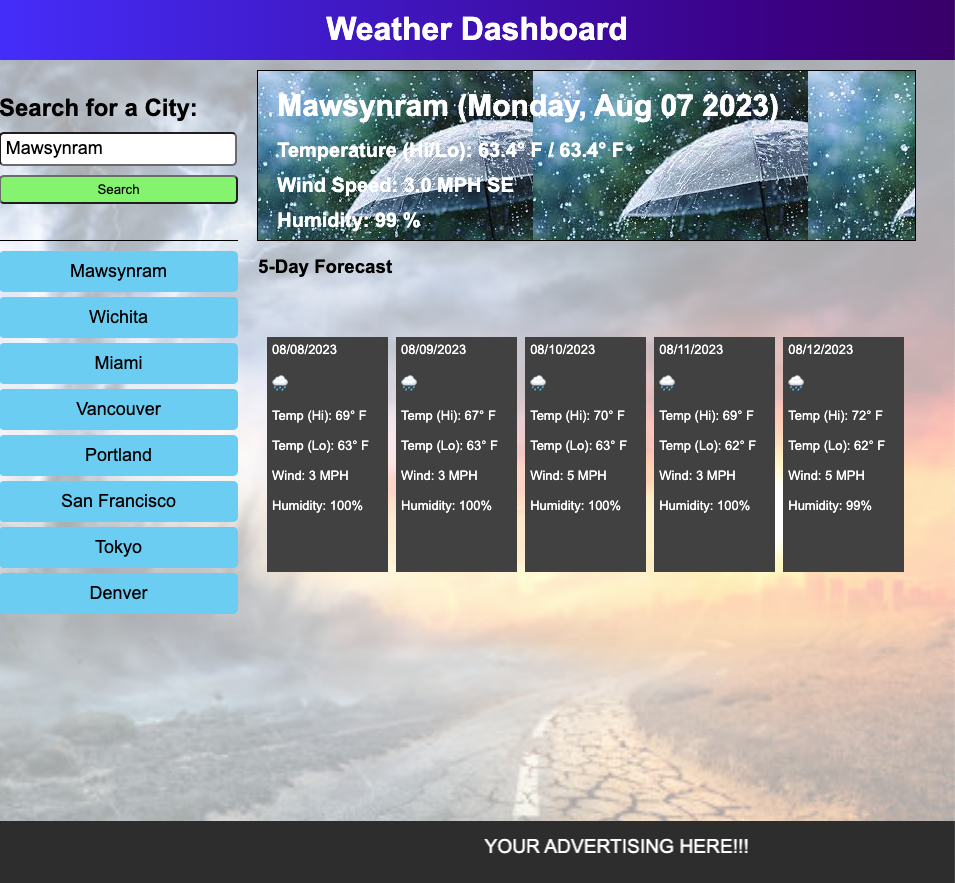 Weather Dashboard
Search for a City:
Mawsynram
Search
Mawsynram
Wichita
Miami
Vancouver
Portland
San Francisco
Tokyo
Denver
Mawsynram (Monday, Aug 07 2023)
Temperature (Hi/Lo): 63.4° F / 63.4° F
Wind Speed: 3.0 MPH SE
Humidity: 99 %
5-Day Forecast
08/08/2023
Temp (Hi): 69° F
Temp (Lo): 63° F
Wind: 3 MPH
Humidity: 100%
08/09/2023
Temp (Hi): 67° F
Temp (Lo): 63° F
Wind: 3 MPH
Humidity: 100%
08/10/2023
Temp (Hi): 70° F
Temp (Lo): 63° F
Wind: 5 MPH
Humidity: 100%
08/11/2023
Temp (Hi): 69° F
Temp (Lo): 62° F
Wind: 3 MPH
Humidity: 100%
08/12/2023
Temp (Hi): 72° F
Temp (Lo): 62° F
Wind: 5 MPH
Humidity: 99%
YOUR ADVERTISING HERE!!!